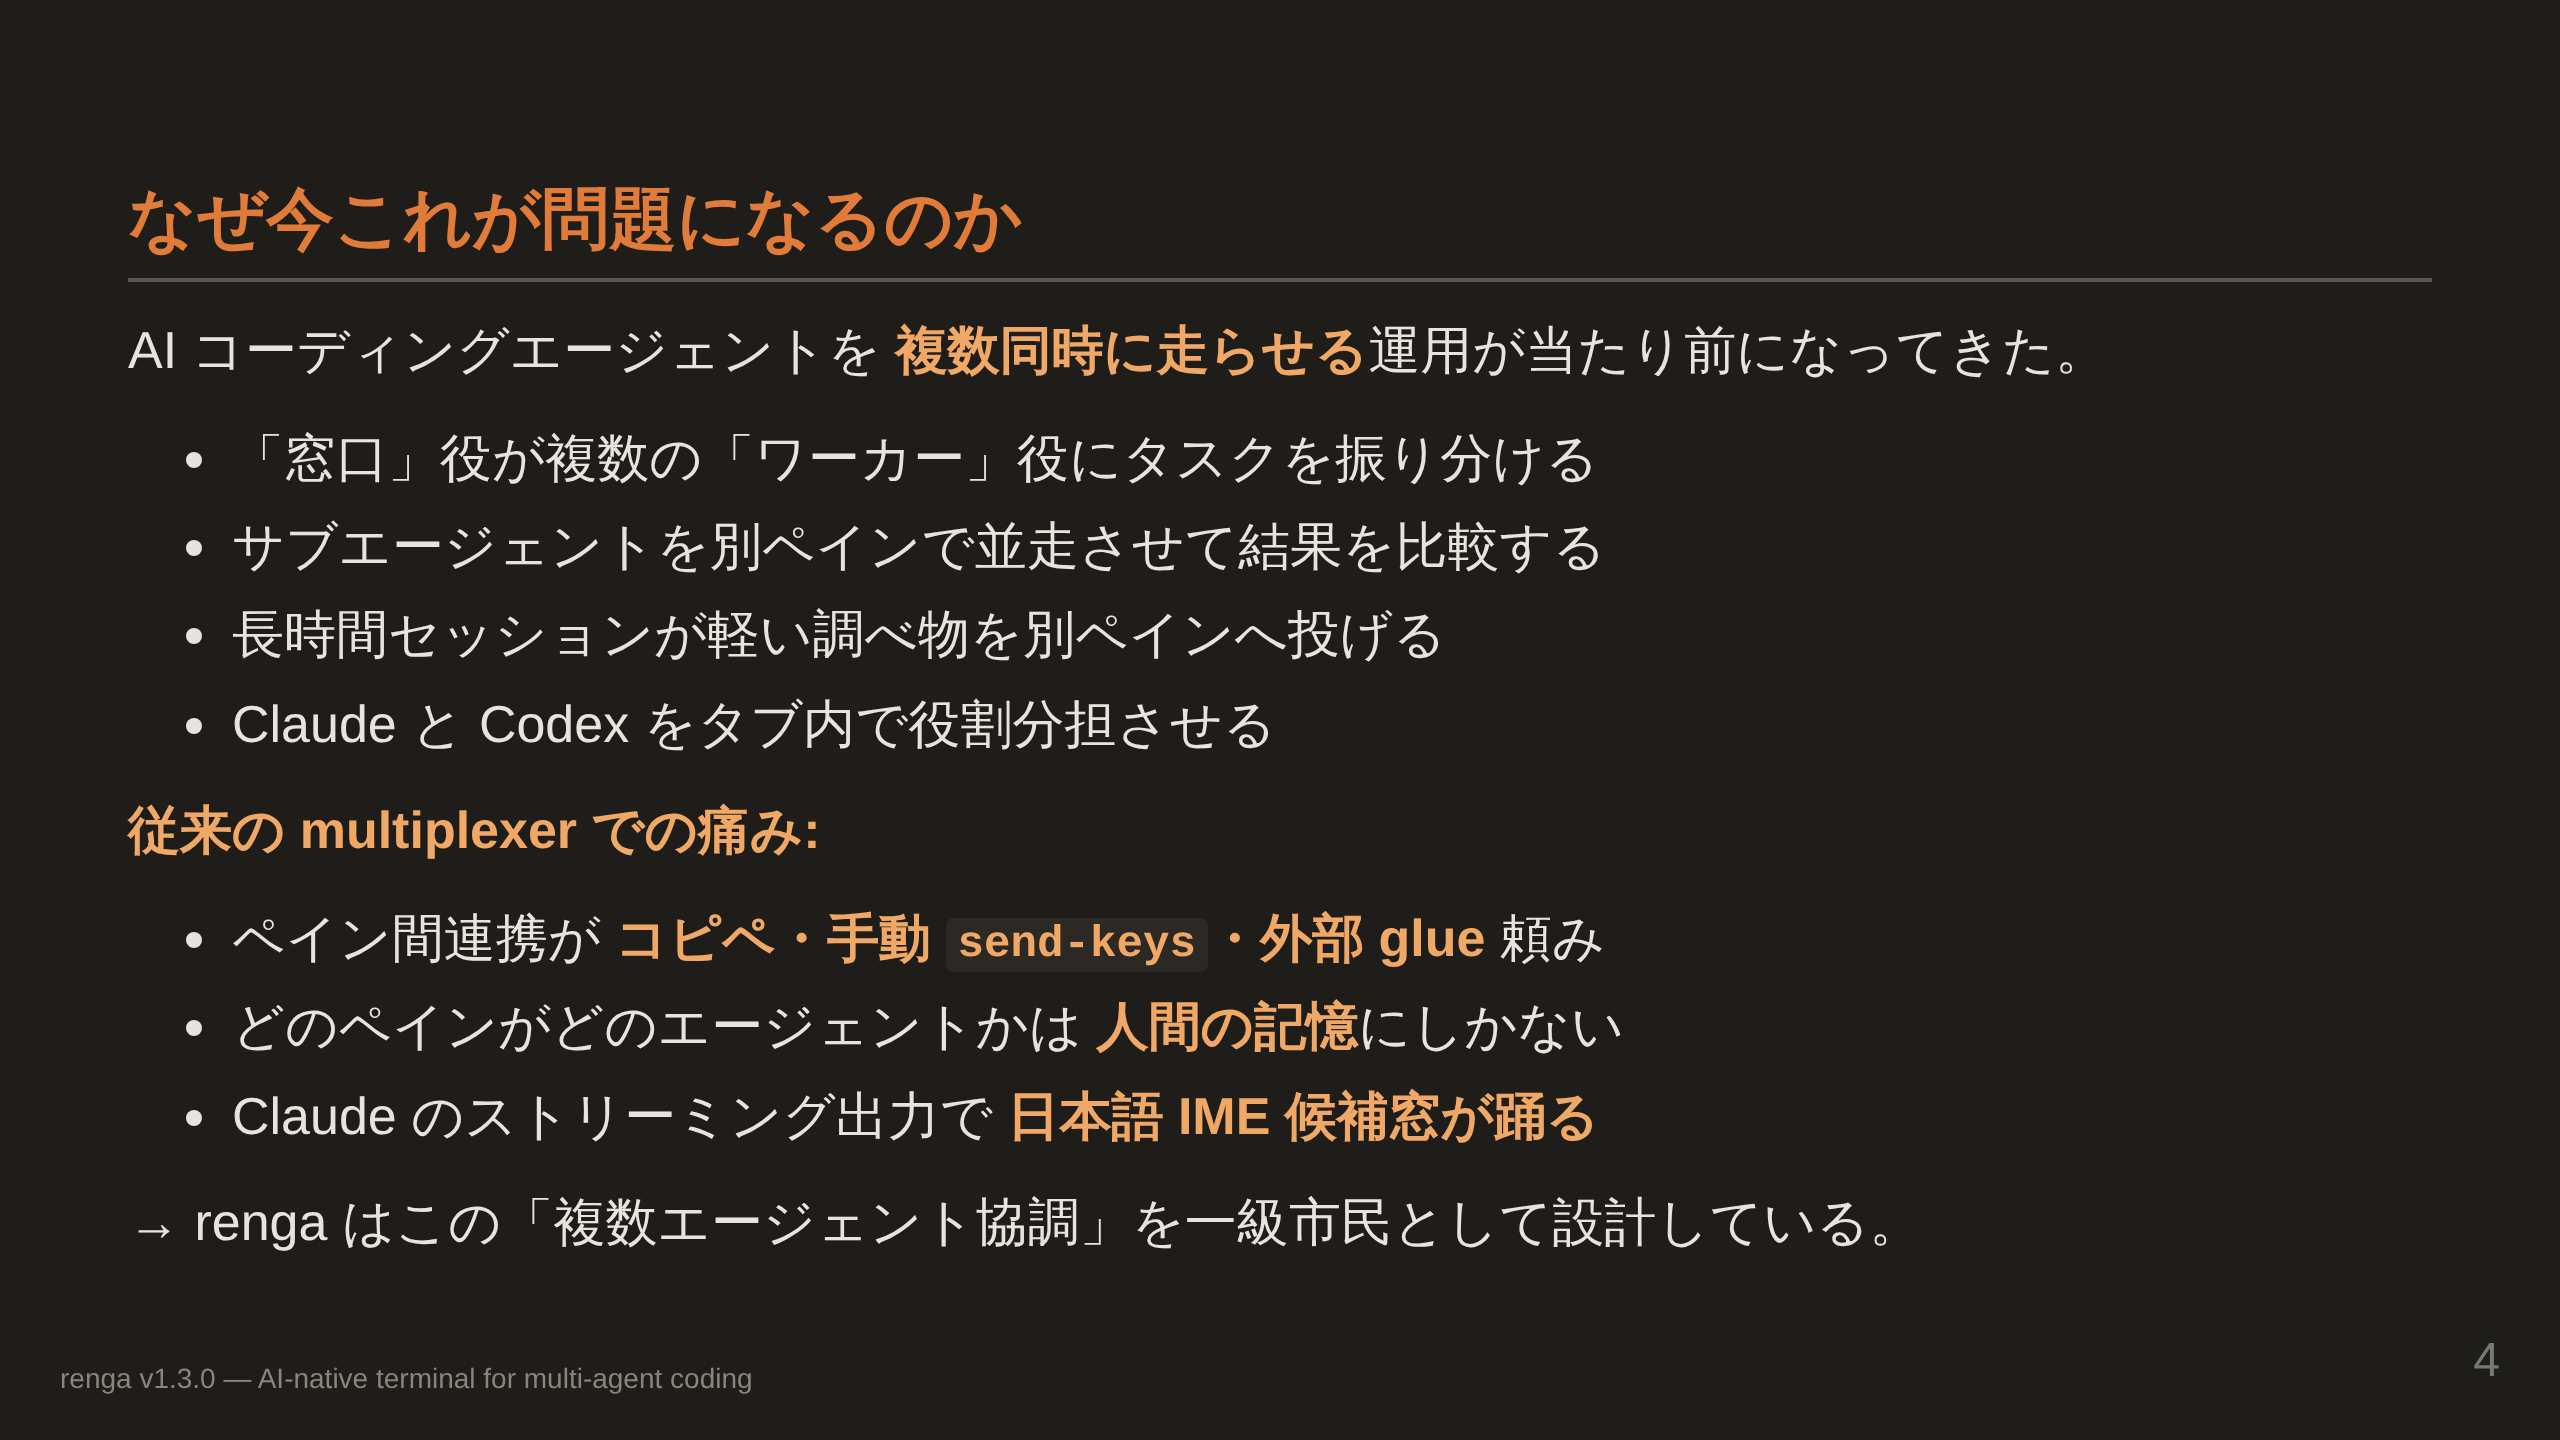 なぜ今これが問題になるのか
AI コーディングエージェントを 複数同時に走らせる運用が当たり前になってきた。
• 「窓口」役が複数の「ワーカー」役にタスクを振り分ける
• サブエージェントを別ペインで並走させて結果を比較する
• 長時間セッションが軽い調べ物を別ペインへ投げる
• Claude と Codex をタブ内で役割分担させる
従来の multiplexer での痛み:
• ペイン間連携が コピペ・手動 send-keys・外部 glue 頼み
• どのペインがどのエージェントかは 人間の記憶にしかない
• Claude のストリーミング出力で 日本語 IME 候補窓が踊る
→ renga はこの「複数エージェント協調」を一級市民として設計している。
renga v1.3.0 — AI-native terminal for multi-agent coding
4